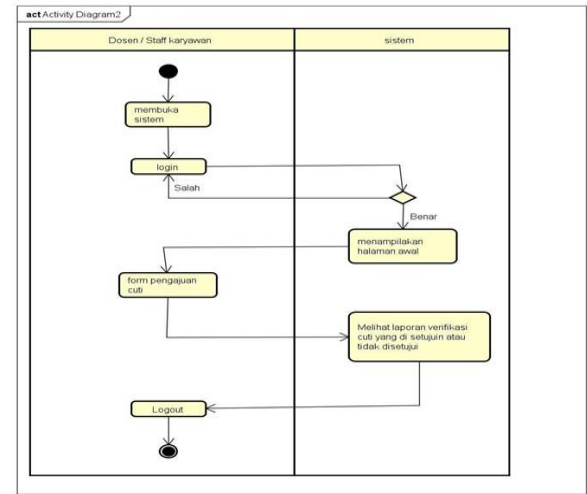 act Activity Diagram2
Dosen / Staff karyawan
sistem
membuka
sistem
login
Salah
Benar
menampilakan
halaman awal
form pengajuan
cuti
Melihat laporan verifikasi
cuti yang di setujuin atau
tidak disetujui
Logout